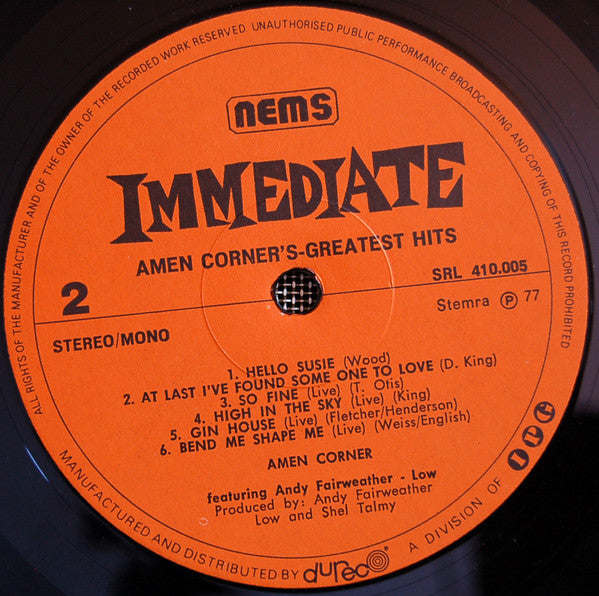 ALL RIGHTS OF THE MANUFACTURER AND OF THE OWNER OF THE RECORDED WORK RESERVED UNAUTHORISED PUBLIC PERFORMANCE BROADCASTING AND COPYING OF THIS RECORD PROHIBITED
nems
IMMEDIATE
AMEN CORNER'S-GREATEST HITS
2
SRL 410.005
STEREO/MONO
Stemra Ⓟ 77
1. HELLO SUSIE (Wood)
2. AT LAST I'VE FOUND SOME ONE TO LOVE (D. King)
3. SO FINE (Live) (T. Otis)
4. HIGH IN THE SKY (Live) (King)
5. GIN HOUSE (Live) (Fletcher/Henderson)
6. BEND ME SHAPE ME (Live) (Weiss/English)
AMEN CORNER
featuring Andy Fairweather - Low
Produced by: Andy Fairweather
Low and Shel Talmy
MANUFACTURED AND DISTRIBUTED BY dureco A DIVISION OF